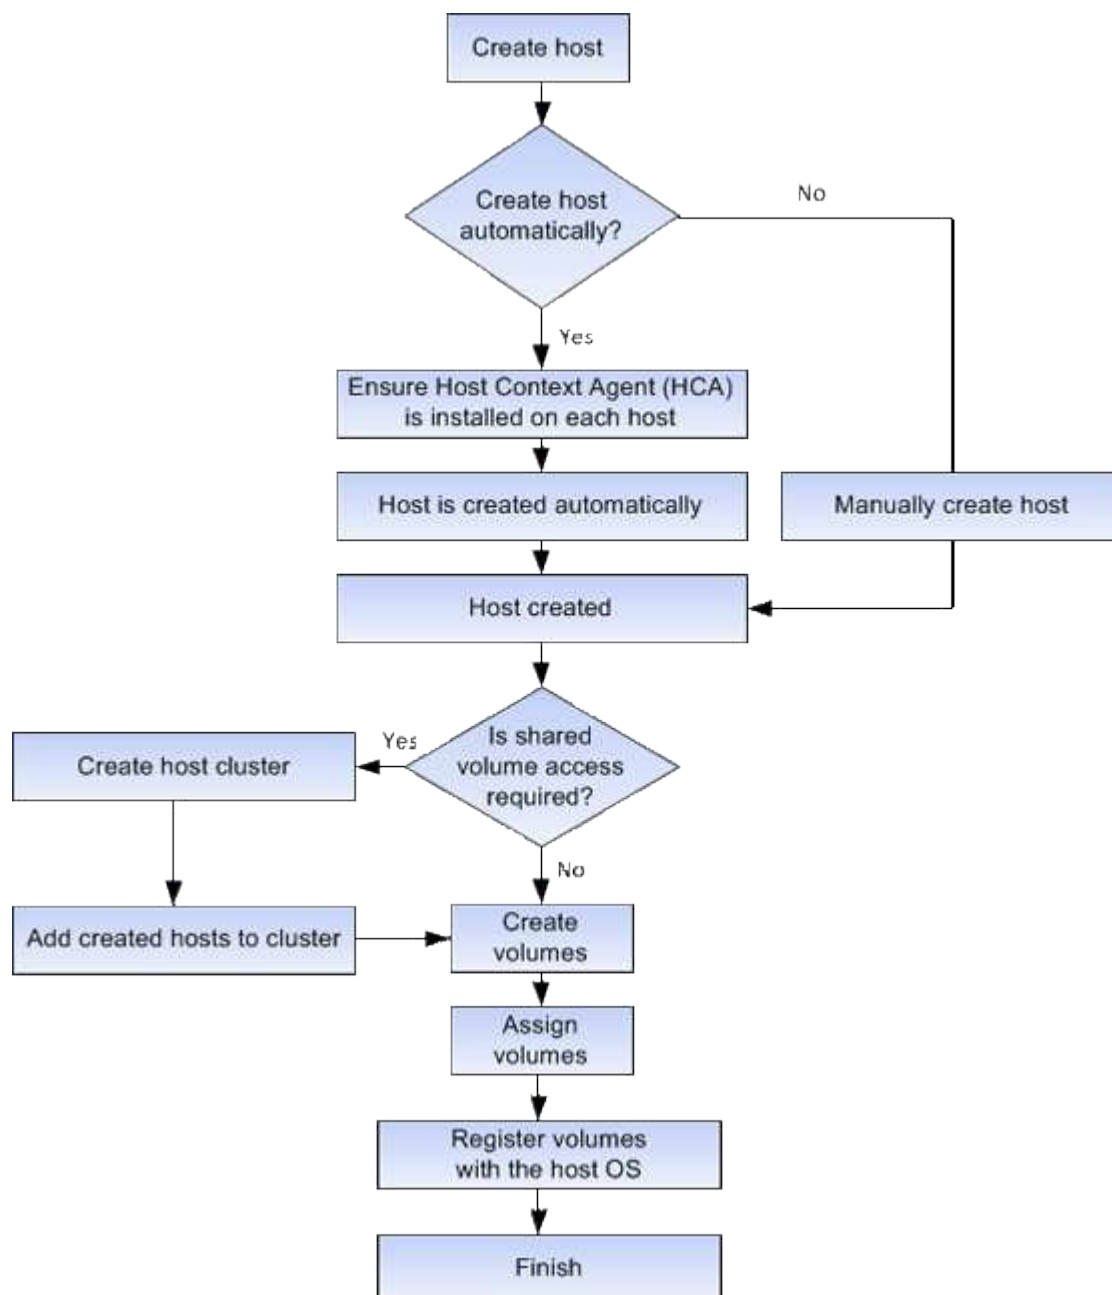 Create host
Create host
automatically?
No
Yes
Ensure Host Context Agent (HCA)
is installed on each host
Host is created automatically
Manually create host
Host created
Is shared
volume access
required?
Yes
Create host cluster
No
Add created hosts to cluster
Create
volumes
Assign
volumes
Register volumes
with the host OS
Finish